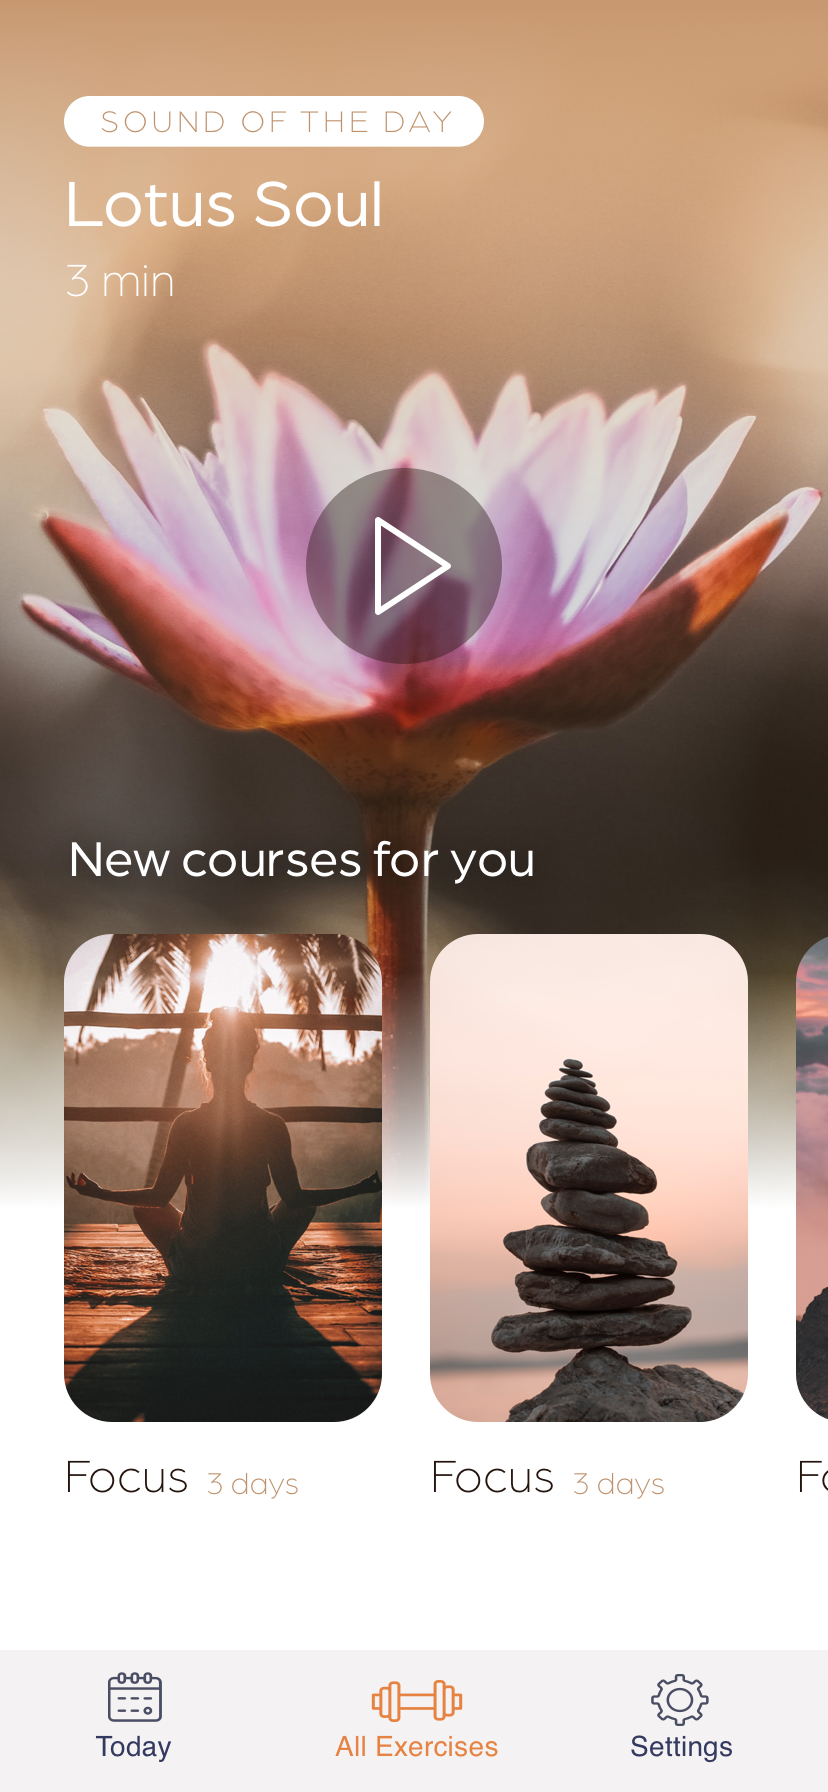 SOUND OF THE DAY
Lotus Soul
3 min
New courses for you
Focus 3 days
Focus 3 days
Today
All Exercises
Settings